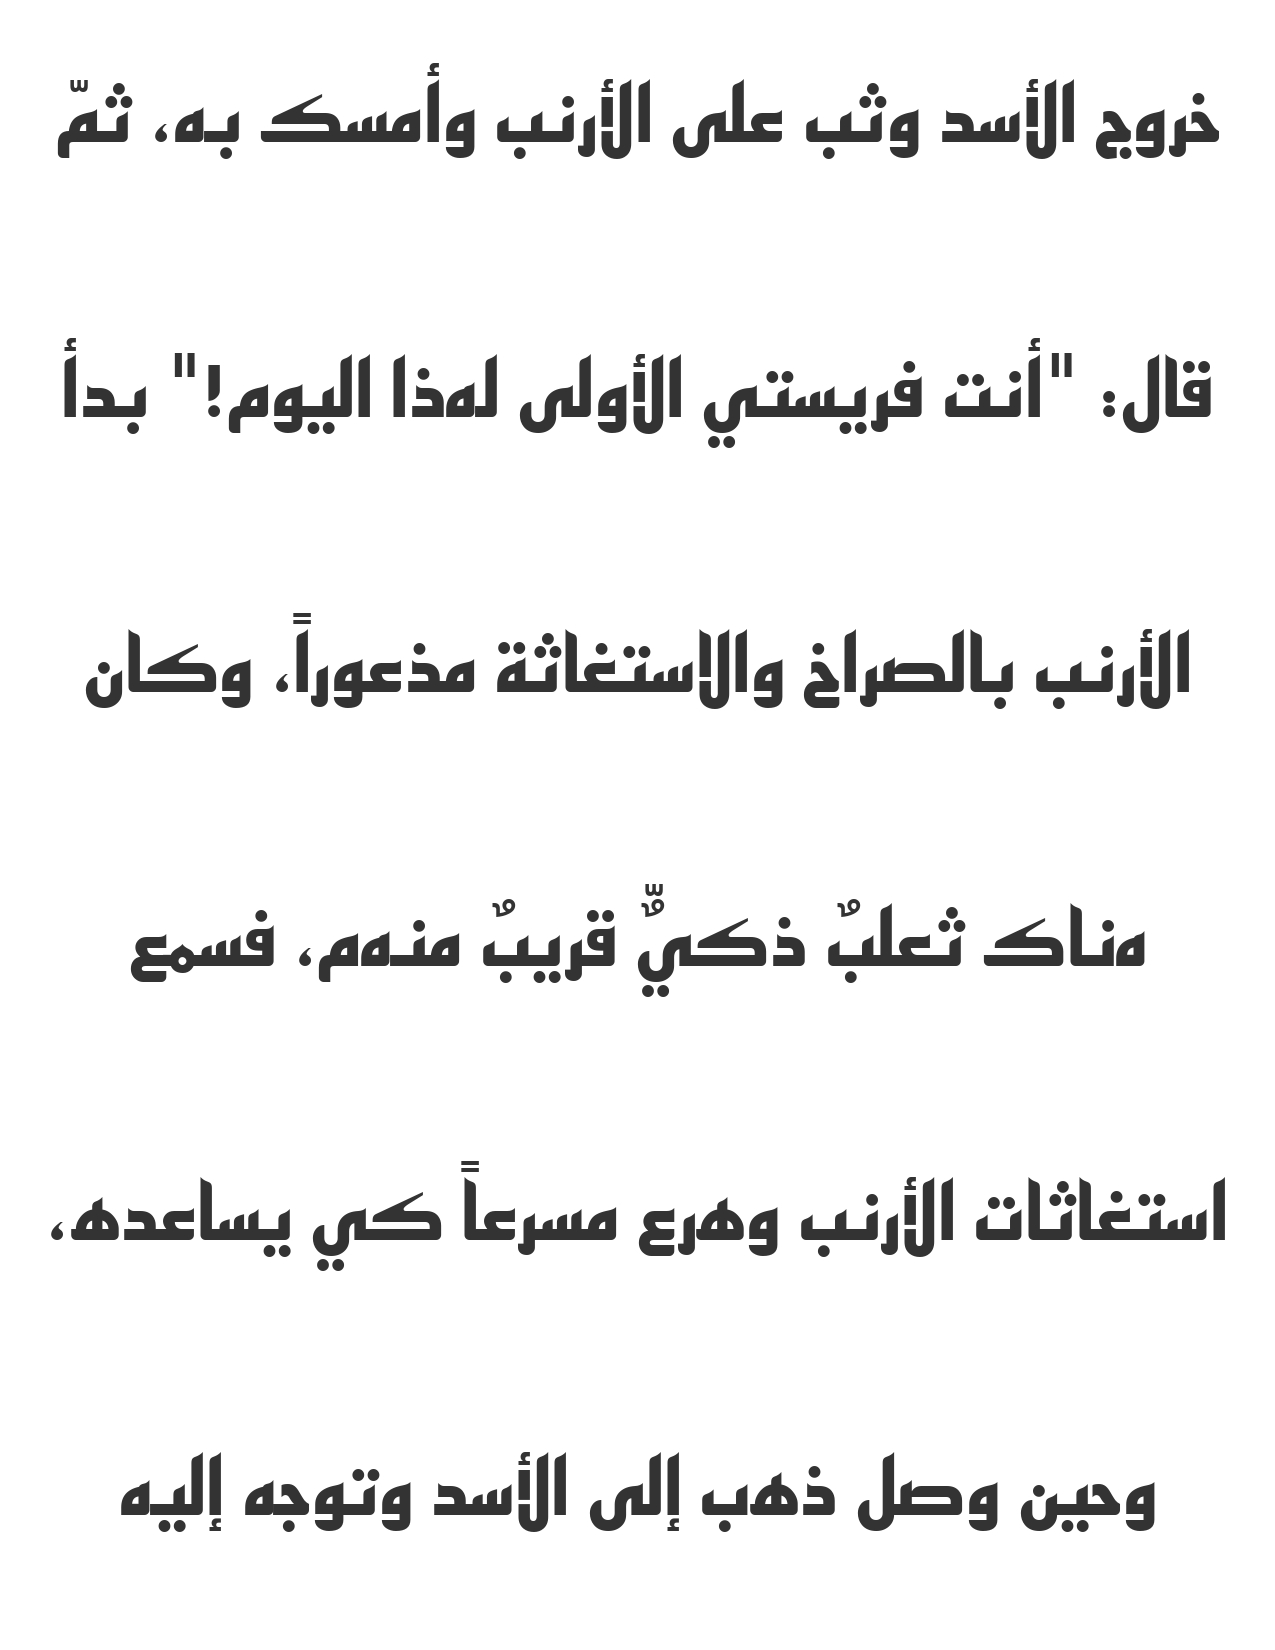 خروج الأسد وثب على الأرنب وأمسك به، ثمّ
قال: "أنت فريستي الأولى لهذا اليوم!" بدأ
الأرنب بالصراخ والاستغاثة مذعوراً، وكان
هناك ثعلبٌ ذكيٌّ قريبٌ منهم، فسمع
استغاثات الأرنب وهرع مسرعاً كي يساعده،
وحين وصل ذهب إلى الأسد وتوجه إليه